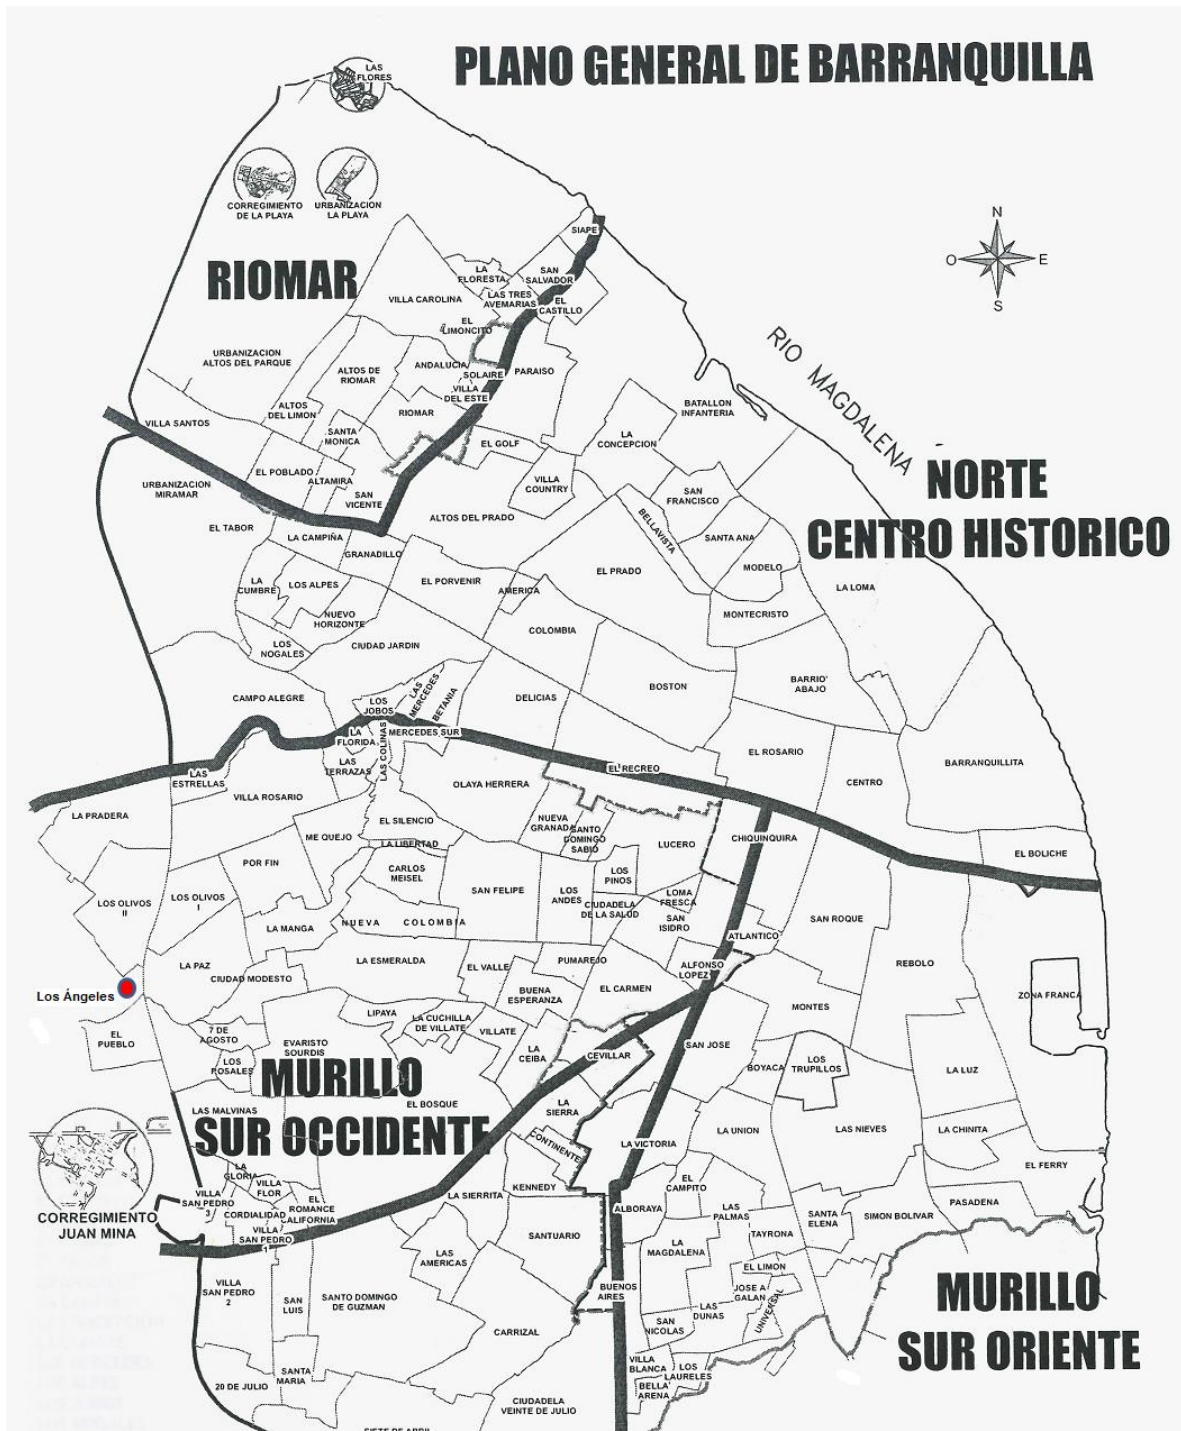 PLANO GENERAL DE BARRANQUILLA
LAS
FLORES
CORREGIMIENTO
DE LA PLAYA
URBANIZACION
LA PLAYA
N
O
E
S
SIAPE
RIOMAR
LA
FLORESTA
SAN
SALVADOR
VILLA CAROLINA
LAS TRES
AVEMARIAS
EL
CASTILLO
EL
LIMONCITO
RIO MAGDALENA
URBANIZACION
ALTOS DEL PARQUE
ALTOS DE
RIOMAR
ANDALUCIA
SOLAIRE
PARAISO
VILLA
DEL ESTE
ALTOS
DEL LIMON
RIOMAR
BATALLON
INFANTERIA
VILLA SANTOS
SANTA
MONICA
EL GOLF
LA
CONCEPCION
NORTE
CENTRO HISTORICO
EL POBLADO
ALTAMIRA
URBANIZACION
MIRAMAR
SAN
VICENTE
VILLA
COUNTRY
SAN
FRANCISCO
EL TABOR
ALTOS DEL PRADO
BELLAVISTA
SANTA ANA
LA CAMPIÑA
GRANADILLO
MODELO
EL PRADO
LA
CUMBRE
LOS ALPES
EL PORVENIR
AMERICA
LA LOMA
NUEVO
HORIZONTE
MONTECRISTO
COLOMBIA
LOS
NOGALES
CIUDAD JARDIN
CAMPO ALEGRE
LAS
MERCEDES
BETANIA
DELICIAS
BOSTON
BARRIO
ABAJO
LOS
JOBOS
LA
FLORIDA
LAS COLINAS
MERCEDES SUR
LAS
TERRAZAS
EL RECREO
EL ROSARIO
BARRANQUILLITA
LAS
ESTRELLAS
VILLA ROSARIO
OLAYA HERRERA
CENTRO
LA PRADERA
EL SILENCIO
NUEVA
GRANADA
SANTO
DOMINGO
SABIO
ME QUEJO
LA LIBERTAD
LUCERO
CHIQUINQUIRA
EL BOLICHE
POR FIN
CARLOS
MEISEL
SAN FELIPE
LOS
PINOS
LOS OLIVOS
II
LOS OLIVOS
I
LOS
ANDES
CIUDADELA
DE LA SALUD
LOMA
FRESCA
SAN
ISIDRO
SAN ROQUE
LA MANGA
NUEVA COLOMBIA
ATLANTICO
LA PAZ
LA ESMERALDA
EL VALLE
PUMAREJO
ALFONSO
LOPEZ
REBOLO
CIUDAD MODESTO
Los Ángeles
BUENA
ESPERANZA
EL CARMEN
ZONA FRANCA
MONTES
LIPAYA
LA CUCHILLA
DE VILLATE
VILLATE
EL
PUEBLO
7 DE
AGOSTO
EVARISTO
SOURDIS
LA
CEIBA
CEVILLAR
SAN JOSE
LOS
ROSALES
BOYACA
LOS
TRUPILLOS
LA LUZ
MURILLO
SUR OCCIDENTE
EL BOSQUE
LAS MALVINAS
LA
SIERRA
LA UNION
LAS NIEVES
LA CHINITA
CONTINENTE
LA VICTORIA
EL FERRY
LA
GLORIA
VILLA
FLOR
VILLA
SAN PEDRO
3
KENNEDY
LA SIERRITA
EL
CAMPITO
EL
ROMANCE
CALIFORNIA
CORDIALIDAD
CORREGIMIENTO
JUAN MINA
VILLA
SAN PEDRO
1
ALBORAYA
LAS
PALMAS
SANTA
ELENA
SIMON BOLIVAR
PASADENA
SANTUARIO
LA
MAGDALENA
TAYRONA
LAS
AMERICAS
EL LIMON
VILLA
SAN PEDRO
2
SAN
LUIS
SANTO DOMINGO
DE GUZMAN
BUENOS
AIRES
JOSE A
GALAN
UNIVERSAL
LAS
DUNAS
MURILLO
SUR ORIENTE
CARRIZAL
SAN
NICOLAS
VILLA
BLANCA
LOS
LAURELES
BELLA
ARENA
20 DE JULIO
SANTA
MARIA
CIUDADELA
VEINTE DE JULIO
SIETE DE ABRIL